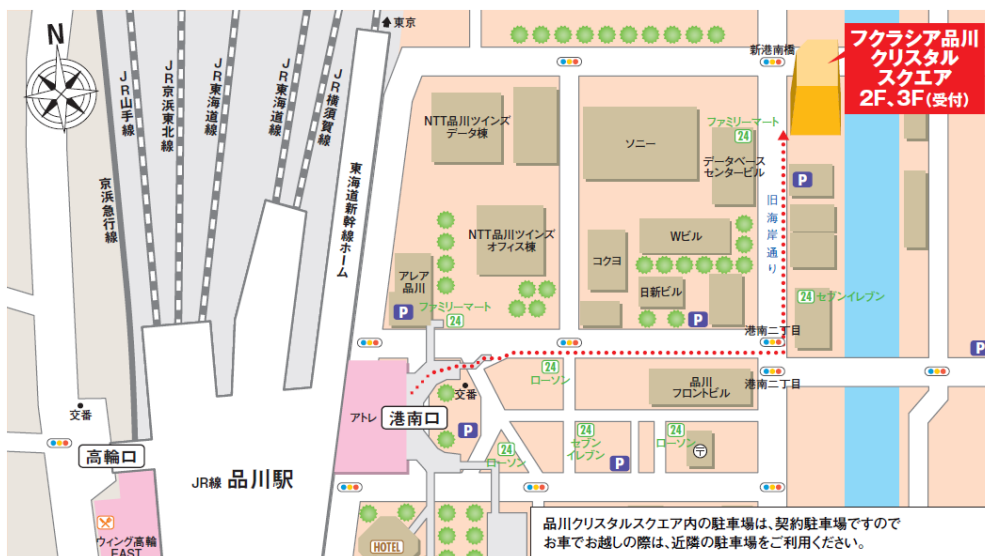 東京
N
新港南橋
フクラシア品川
クリスタル
スクエア
2F、3F(受付)
JR山手線
JR京浜東北線
JR東海道線
JR東海道線
JR横須賀線
東海道新幹線ホーム
京浜急行線
NTT品川ツインズ
データ棟
ソニー
ファミリーマート
24
データベース
センタービル
P
旧海岸通り
NTT品川ツインズ
オフィス棟
Wビル
コクヨ
アレア
品川
日新ビル
P
ファミリーマート
24
P
24
セブンイレブン
港南二丁目
P
24
ローソン
品川
フロントビル
港南二丁目
交番
アトレ
港南口
P
交番
高輪口
24
ローソン
24
セブン
イレブン
P
24
ローソン
〒
JR線 品川駅
ウィング高輪
EAST
HOTEL
品川クリスタルスクエア内の駐車場は、契約駐車場ですので
お車でお越しの際は、近隣の駐車場をご利用ください。